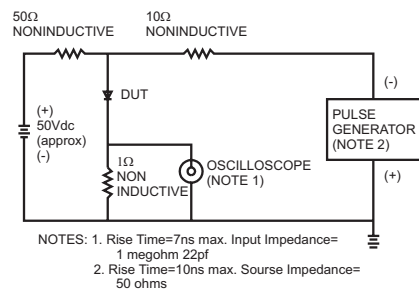 50Ω
NONINDUCTIVE
10Ω
NONINDUCTIVE
(+)
50Vdc
(approx)
(-)
DUT
1Ω
NON
INDUCTIVE
OSCILLOSCOPE
(NOTE 1)
(-)
PULSE
GENERATOR
(NOTE 2)
(+)
NOTES: 1. Rise Time=7ns max. Input Impedance=
1 megohm 22pf
2. Rise Time=10ns max. Sourse Impedance=
50 ohms